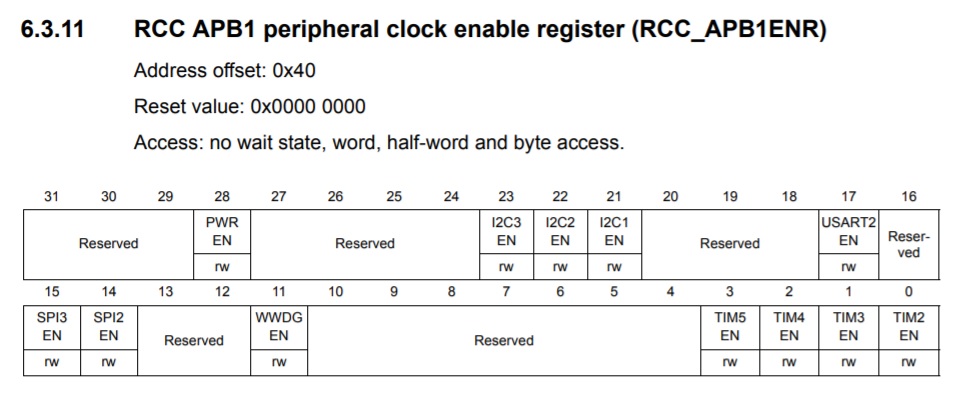 6.3.11 RCC APB1 peripheral clock enable register (RCC_APB1ENR)
Address offset: 0x40
Reset value: 0x0000 0000
Access: no wait state, word, half-word and byte access.
31 30 29 28 27 26 25 24 23 22 21 20 19 18 17 16
Reserved PWR EN Reserved I2C3 EN I2C2 EN I2C1 EN Reserved USART2 EN Reser-ved
rw rw rw rw rw
15 14 13 12 11 10 9 8 7 6 5 4 3 2 1 0
SPI3 EN SPI2 EN Reserved WWDG EN Reserved TIM5 EN TIM4 EN TIM3 EN TIM2 EN
rw rw rw rw rw rw rw